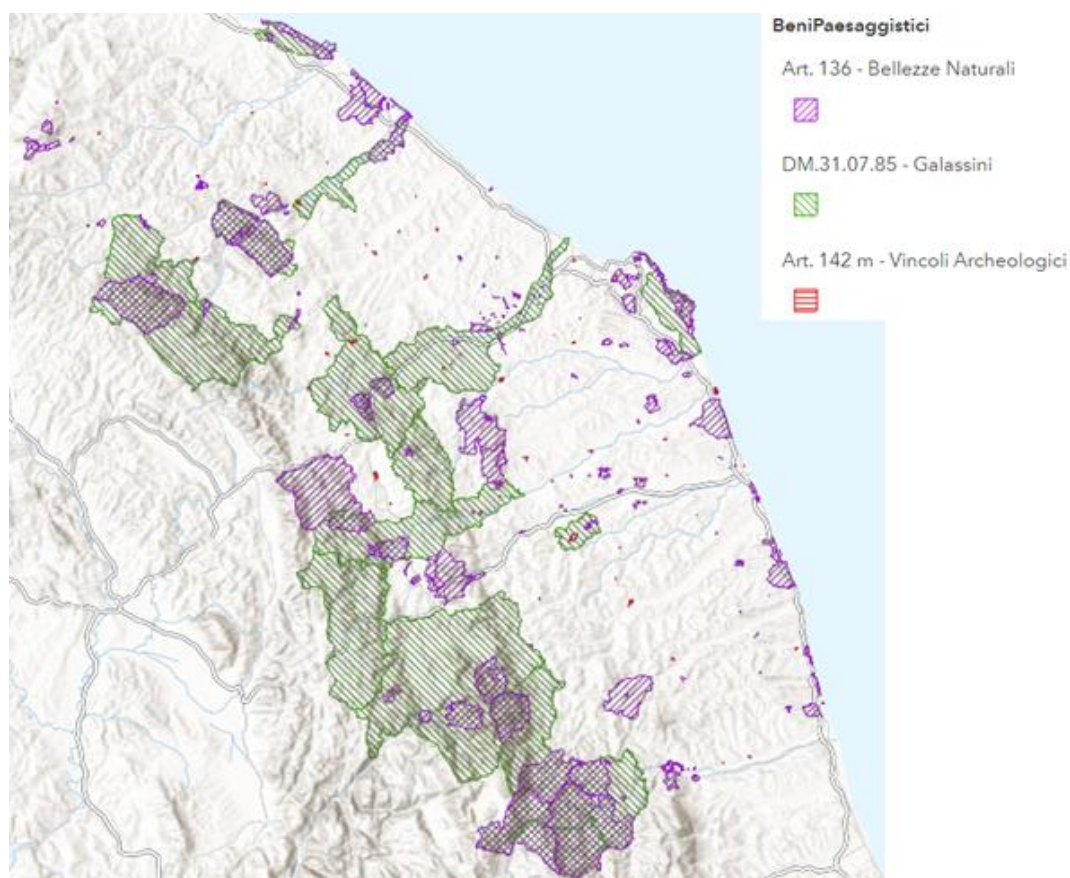 BeniPaesaggistici
Art. 136 - Bellezze Naturali
DM.31.07.85 - Galassini
Art. 142 m - Vincoli Archeologici